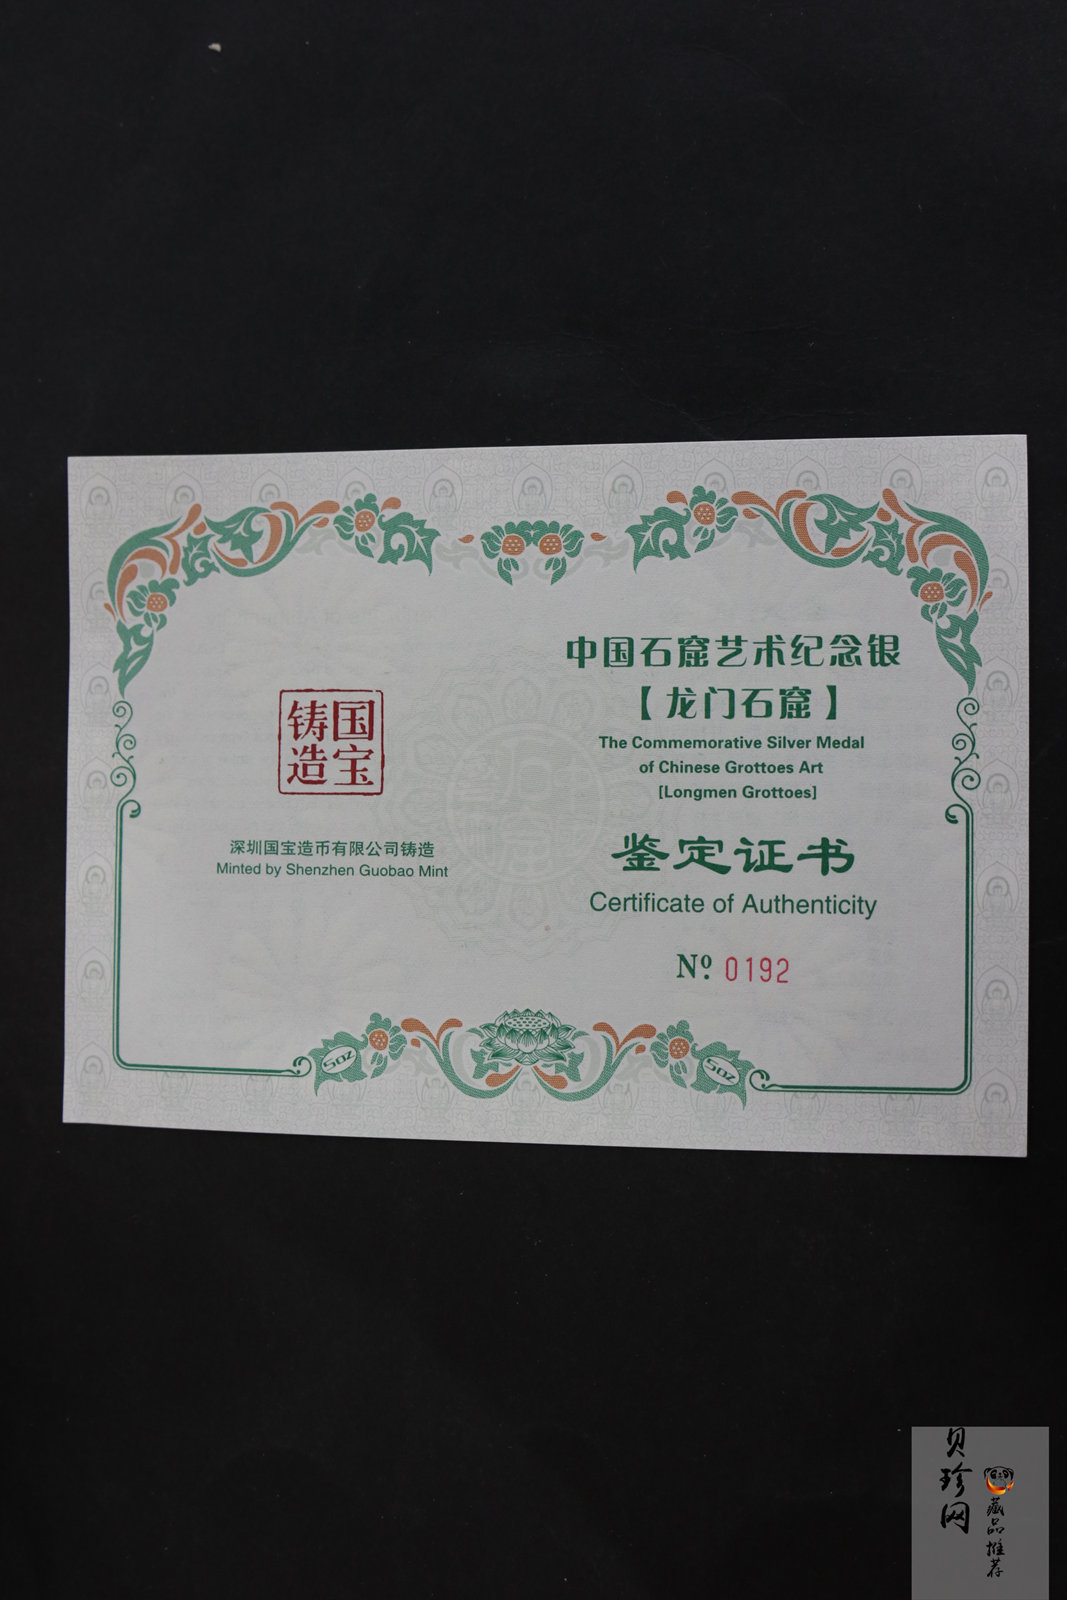 国宝
铸造
深圳国宝造币有限公司铸造
Minted by Shenzhen Guobao Mint
中国石窟艺术纪念银
【龙门石窟】
The Commemorative Silver Medal
of Chinese Grottoes Art
[Longmen Grottoes]
鉴定证书
Certificate of Authenticity
Nº. 0192
5OZ
5OZ
贝珍网
藏品推荐